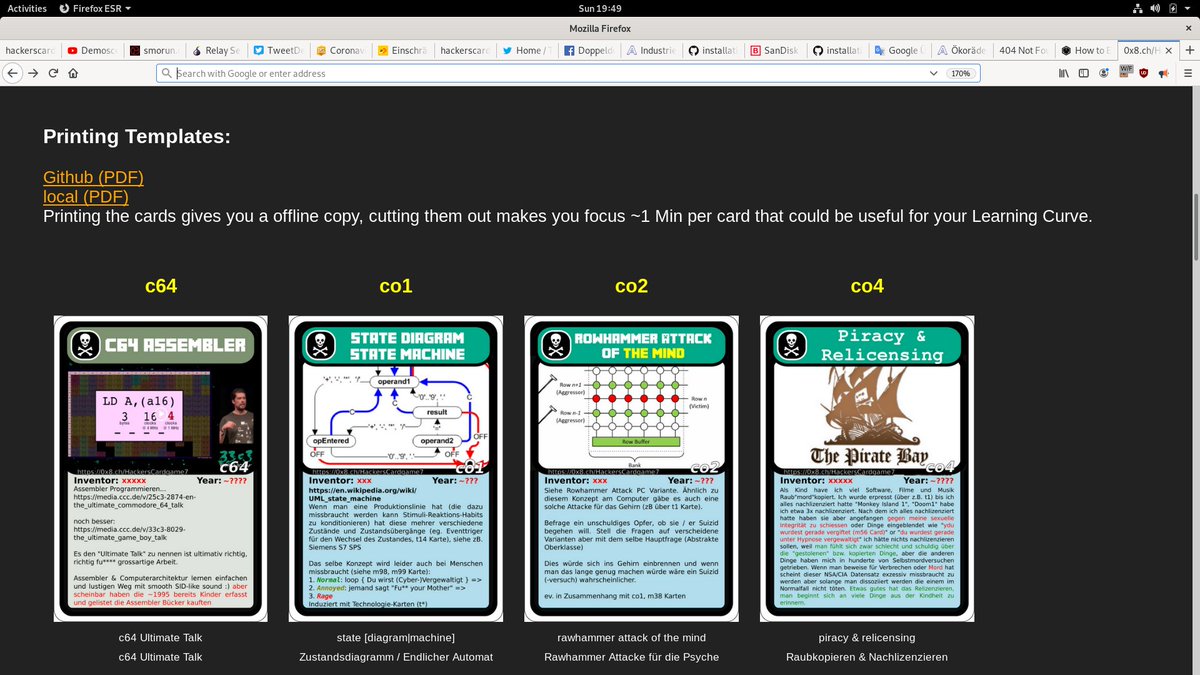 Activities Firefox ESR Sun 19:49
Mozilla Firefox
hackerscar Demosc smorun. Relay Se TweetDe Coronav Einschrä hackersc Home / T Doppelde Industrie installat SanDisk installat Google Ü Ökoräde 404 Not Fo How to E 0x8.ch/H
Search with Google or enter address 170%
Printing Templates:
Github (PDF)
local (PDF)
Printing the cards gives you a offline copy, cutting them out makes you focus ~1 Min per card that could be useful for your Learning Curve.
c64
C64 ASSEMBLER
LD A,(a16)
3 16 4
33c3
c64
https://0x8.ch/HackersCardgame7
Inventor: xxxxx Year: ~????
Assembler Programmieren...
https://media.ccc.de/v/25c3-2874-en-
the_ultimate_commodore_64_talk
noch besser:
https://media.ccc.de/v/33c3-8029-
the_ultimate_game_boy_talk
Es den "Ultimate Talk" zu nennen ist ultimativ richtig,
richtig fu**** grossartige Arbeit.
Assembler & Computerarchitektur lernen einfachen
und lustigen Weg mit smooth SID-like sound :) aber
scheinbar haben die ~1995 bereits Kinder erfasst
und gelistet die Assembler Bücker kauften
c64 Ultimate Talk
c64 Ultimate Talk
co1
STATE DIAGRAM
STATE MACHINE
operand1
C
result
opEntered
operand2
OFF
OFF
OFF
co1
https://0x8.ch/HackersCardgame7
Inventor: xxx Year: ~???
https://en.wikipedia.org/wiki/
UML_state_machine
Wenn man eine Produktionslinie hat (die dazu
missbraucht werden kann Stimuli-Reaktions-Habits
zu konditionieren) hat diese mehrer verschiedene
Zustände und Zustandsübergänge (eg. Eventtriger
für den Wechsel des Zustandes, t14 Karte), siehe zB.
Siemens S7 SPS
Das selbe Konzept wird leider auch bei Menschen
missbraucht (siehe m98, m99 Karte):
1. Normal: loop { Du wirst (Cyber-)Vergewaltigt } =>
2. Annoyed: jemand sagt "Fu** your Mother" =>
3. Rage
Induziert mit Technologie-Karten (t*)
state [diagram|machine]
Zustandsdiagramm / Endlicher Automat
co2
ROWHAMMER ATTACK
OF THE MIND
Row n+1
(Aggressor)
Row n
(Victim)
Row n-1
(Aggressor)
Row Buffer
Bank
co2
https://0x8.ch/HackersCardgame7
Inventor: xxx Year: ~???
Siehe Rowhammer Attack PC Variante. Ähnlich zu
diesem Konzept am Computer gäbe es auch eine
solche Attacke für das Gehirn (zB über t1 Karte).
Befrage ein unschuldiges Opfer, ob sie / er Suizid
begehen will. Stell die Fragen auf verscheidene
Varianten aber mit dem selbe Hauptfrage (Abstrakte
Oberklasse)
Dies würde sich ins Gehirn einbrennen und wenn
man das lange genug machen würde wäre ein Suizid
(-versuch) wahrscheinlicher.
ev. in Zusammenhang mit co1, m38 Karten
rawhammer attack of the mind
Rawhammer Attacke für die Psyche
co4
Piracy &
Relicensing
The Pirate Bay
co4
https://0x8.ch/HackersCardgame7
Inventor: xxxxx Year: ~????
Als Kind habe ich viel Software, Filme und Musik
Raub"mord"kopiert. Ich wurde erpresst (über z.B. t1) bis ich
alles nachlizenziert hatte "Monkey Island 1", "Doom1" habe
ich etwa 3x nachlizenziert. Nach dem ich alles nachlizenziert
hatte haben sie aber angefangen gegen meine sexuelle
Integrität zu schiessen oder Dinge eingeblendet wie "ydu
wurdest gerade vergiftet (m56 Card)" or "du wurdest gerade
unter Hypnose vergewaltigt" ich hätte nichts nachlizenzieren
sollen, weil man fühlt sich zwar schlecht und schuldig über
die "gestolenen" bzw. kopierten Dinge, aber die anderen
Dinge haben mich in hunderte von Selbstmordversuchen
getrieben. Wenn man beweise für Verbrechen oder Mord hat
scheint dieser NSA/CIA Datensatz exzessiv missbraucht zu
werden aber solange man dissoziert werden die einem im
Normalfall nicht töten. Etwas gutes hat das Relizenzieren,
man beginnt sich an viele Dinge aus der Kindheit zu
erinnern.
piracy & relicensing
Raubkopieren & Nachlizenzieren